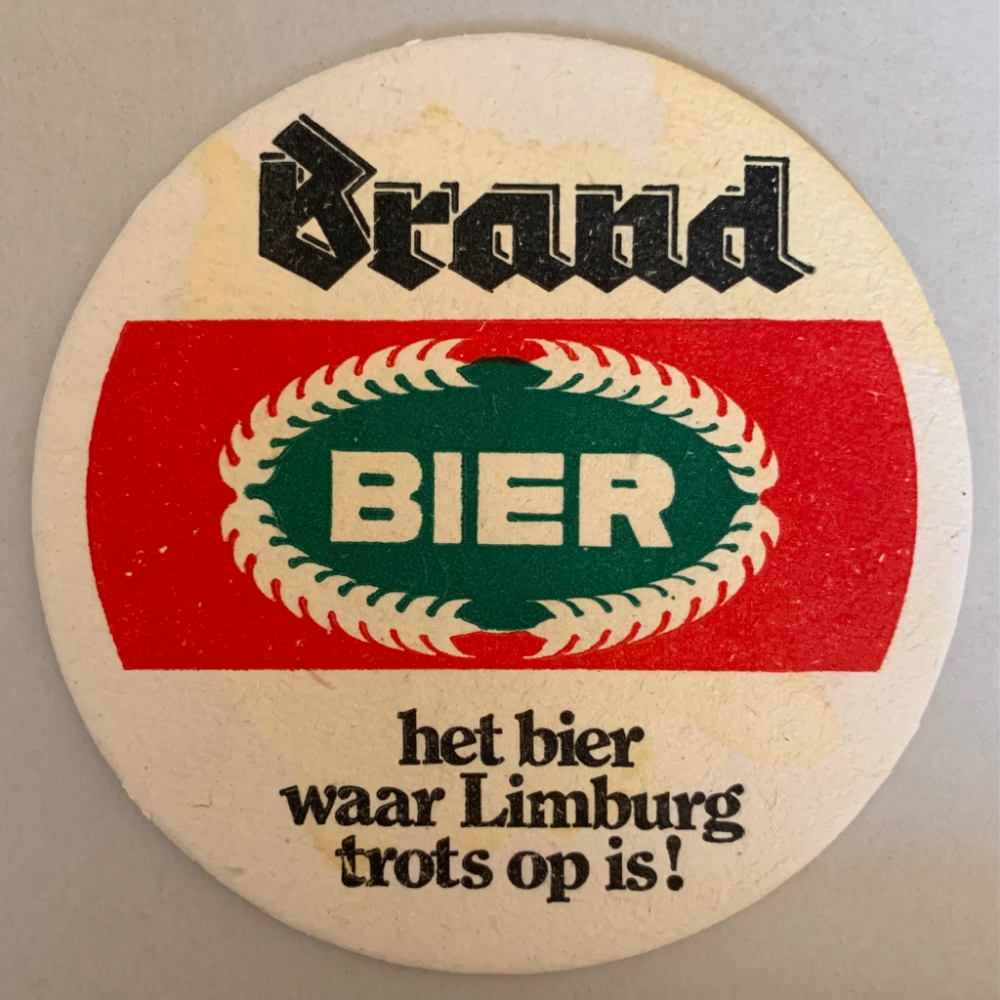 Brand
BIER
het bier
waar Limburg
trots op is!